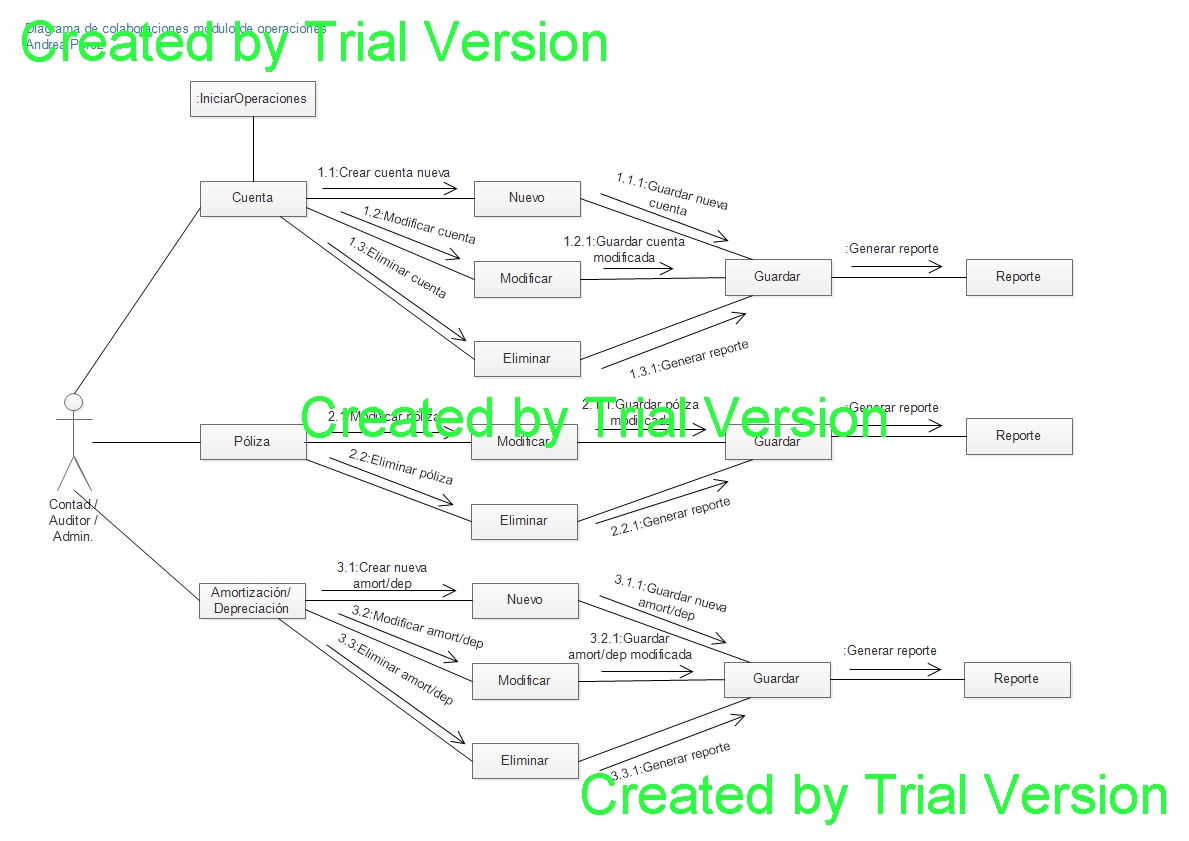 Diagrama de colaboraciones modulo de operaciones
Andrea Pérez
Created by Trial Version
:IniciarOperaciones
Cuenta
1.1:Crear cuenta nueva
1.2:Modificar cuenta
1.3:Eliminar cuenta
Nuevo
Modificar
Eliminar
1.1.1:Guardar nueva
cuenta
1.2.1:Guardar cuenta
modificada
1.3.1:Generar reporte
Guardar
:Generar reporte
Reporte
Contad./
Auditor /
Admin.
Póliza
2.1:Modificar póliza
2.2:Eliminar póliza
Modificar
Eliminar
2.1.1:Guardar póliza
modificada
2.2.1:Generar reporte
Guardar
:Generar reporte
Reporte
Created by Trial Version
Amortización/
Depreciación
3.1:Crear nueva
amort/dep
3.2:Modificar amort/dep
3.3:Eliminar amort/dep
Nuevo
Modificar
Eliminar
3.1.1:Guardar nueva
amort/dep
3.2.1:Guardar
amort/dep modificada
3.3.1:Generar reporte
Guardar
:Generar reporte
Reporte
Created by Trial Version